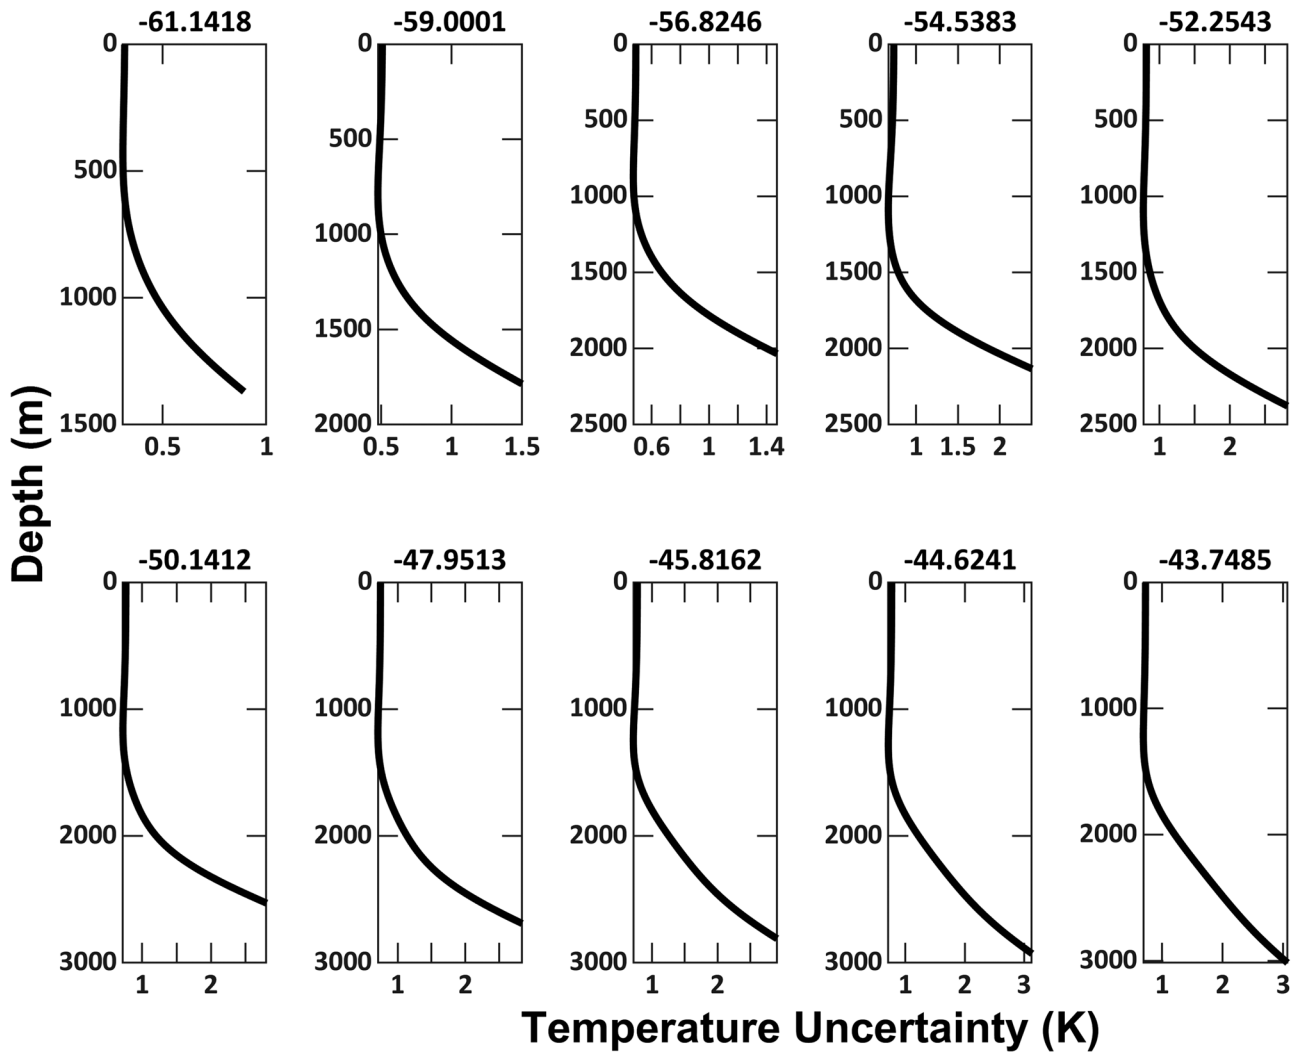 -61.1418 -59.0001 -56.8246 -54.5383 -52.2543
0 0 0 0 0
500 500 500
500
500
1000 1000 1000
1000
1000 1500 1500 1500
1500
2000 2000 2000
1500 2000 2500 2500 2500
0.5 1 0.5 1 1.5 0.6 1 1.4 1 1.5 2 1 2
Depth (m)
-50.1412 -47.9513 -45.8162 -44.6241 -43.7485
0 0 0 0 0
1000 1000 1000 1000 1000
2000 2000 2000 2000 2000
3000 3000 3000 3000 3000
1 2 1 2 1 2 1 2 3 1 2 3
Temperature Uncertainty (K)